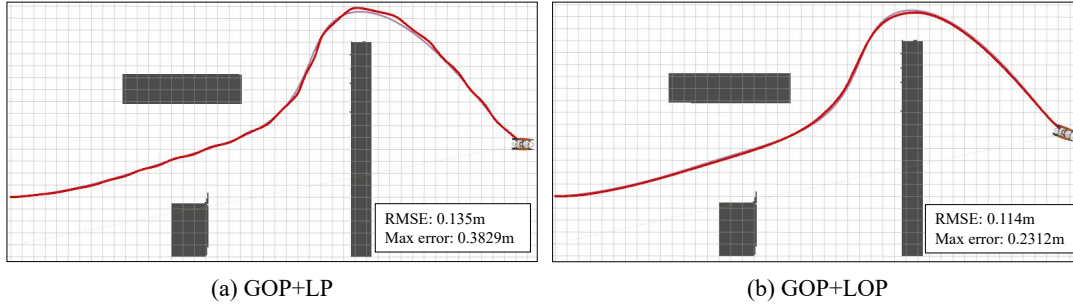 RMSE: 0.135m
Max error: 0.3829m
RMSE: 0.114m
Max error: 0.2312m
(a) GOP+LP
(b) GOP+LOP